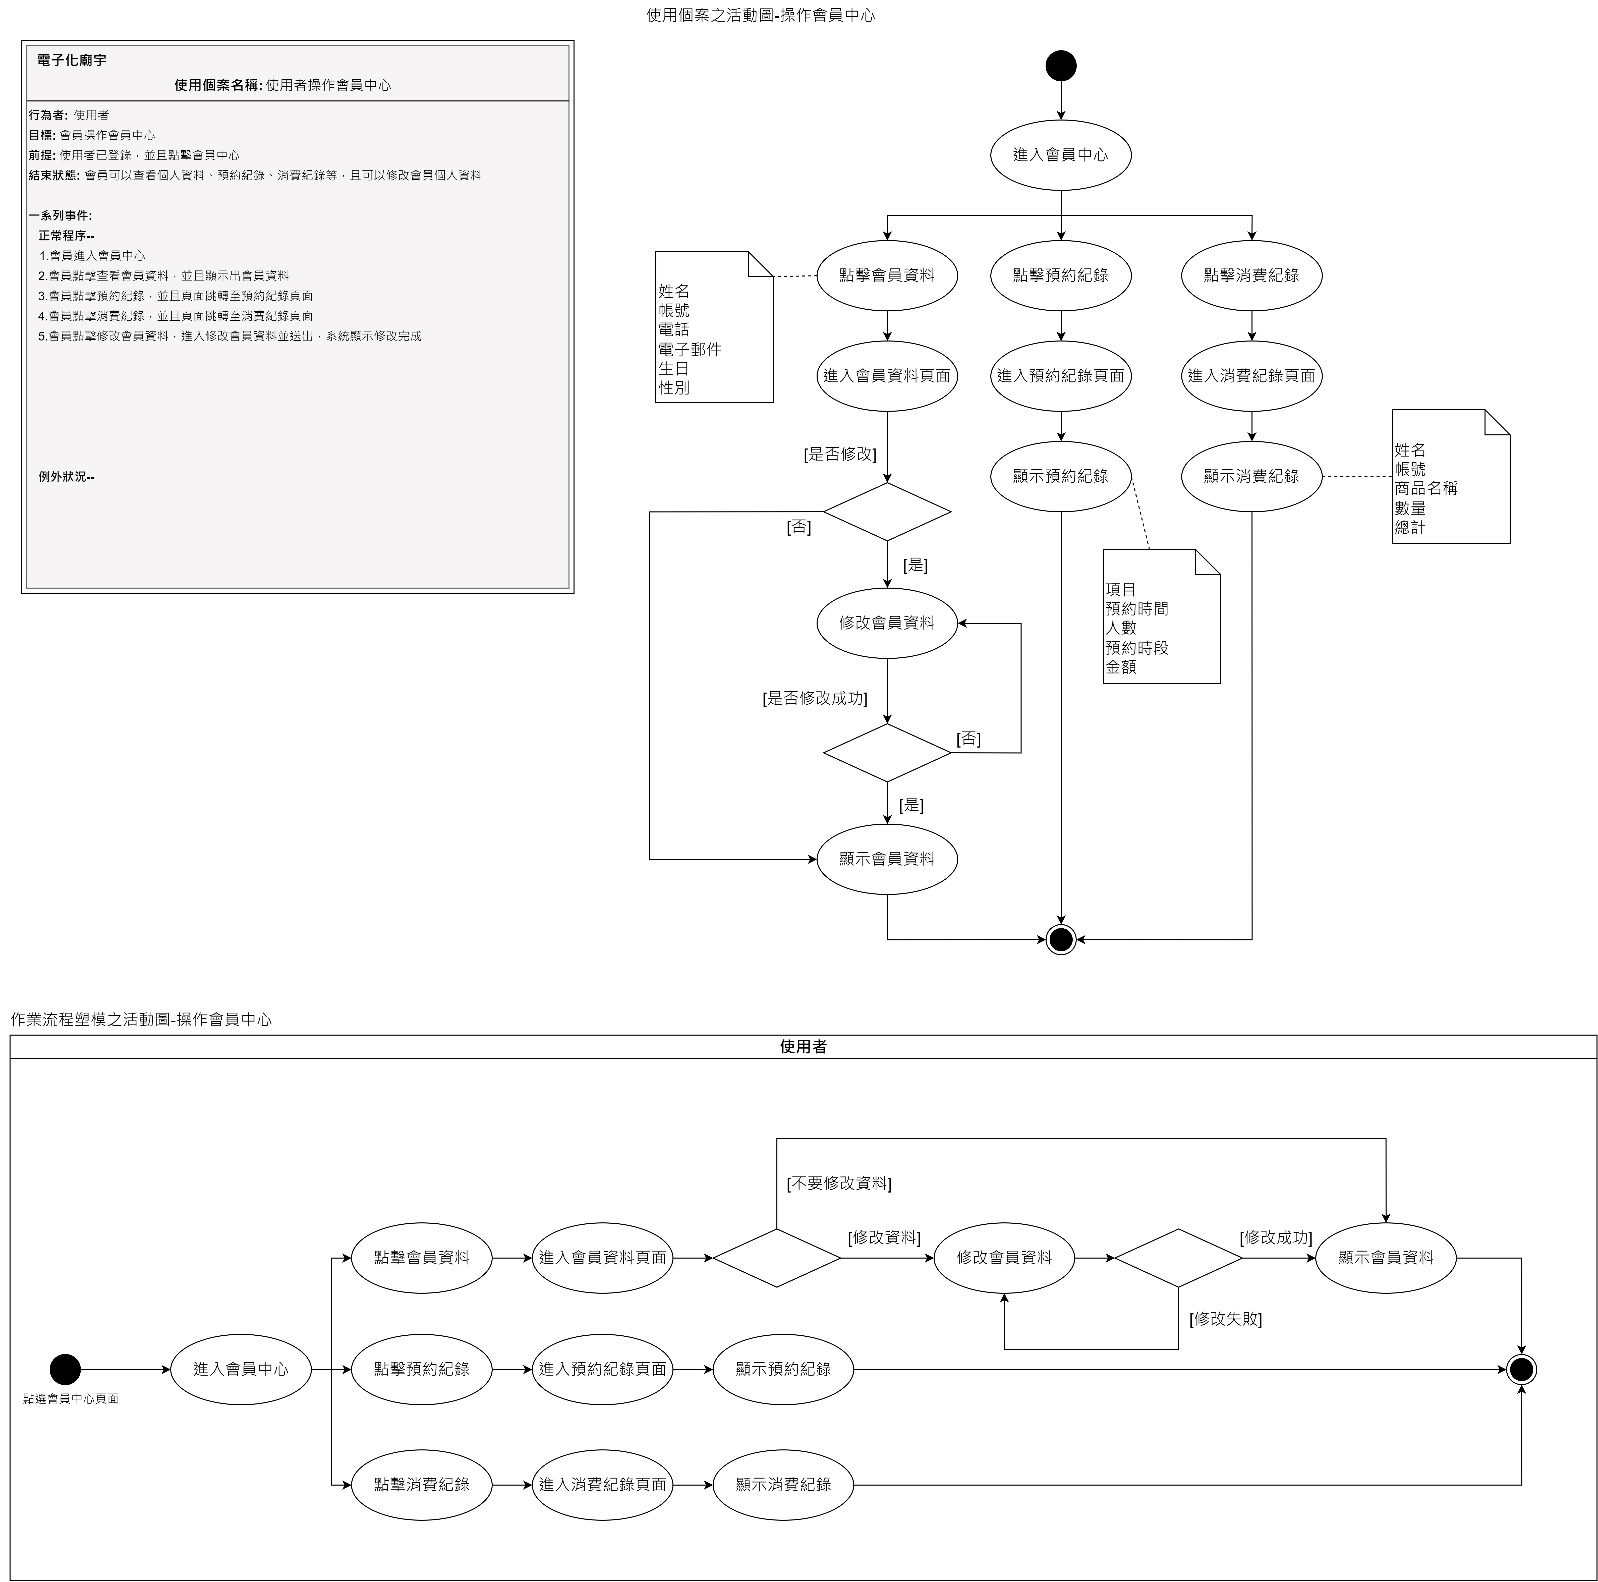 使用個案之活動圖-操作會員中心
電子化廟宇
使用個案名稱: 使用者操作會員中心
行為者: 使用者
目標: 會員操作會員中心
前提: 使用者已登錄，並且點擊會員中心
結束狀態: 會員可以查看個人資料、預約紀錄、消費紀錄等，且可以修改會員個人資料
一系列事件:
正常程序--
1.會員進入會員中心
2.會員點擊查看會員資料，並且顯示出會員資料
3.會員點擊預約紀錄，並且頁面跳轉至預約紀錄頁面
4.會員點擊消費紀錄，並且頁面跳轉至消費紀錄頁面
5.會員點擊修改會員資料，進入修改會員資料並送出，系統顯示修改完成
例外狀況--
進入會員中心
點擊會員資料
點擊預約紀錄
點擊消費紀錄
姓名
帳號
電話
電子郵件
生日
性別
進入會員資料頁面
進入預約紀錄頁面
進入消費紀錄頁面
[是否修改]
顯示預約紀錄
顯示消費紀錄
姓名
帳號
商品名稱
數量
總計
[否]
[是]
項目
預約時間
人數
預約時段
金額
修改會員資料
[是否修改成功]
[否]
[是]
顯示會員資料
作業流程塑模之活動圖-操作會員中心
使用者
[不要修改資料]
[修改資料]
[修改成功]
點擊會員資料
進入會員資料頁面
修改會員資料
顯示會員資料
[修改失敗]
進入會員中心
點擊預約紀錄
進入預約紀錄頁面
顯示預約紀錄
點選會員中心頁面
點擊消費紀錄
進入消費紀錄頁面
顯示消費紀錄